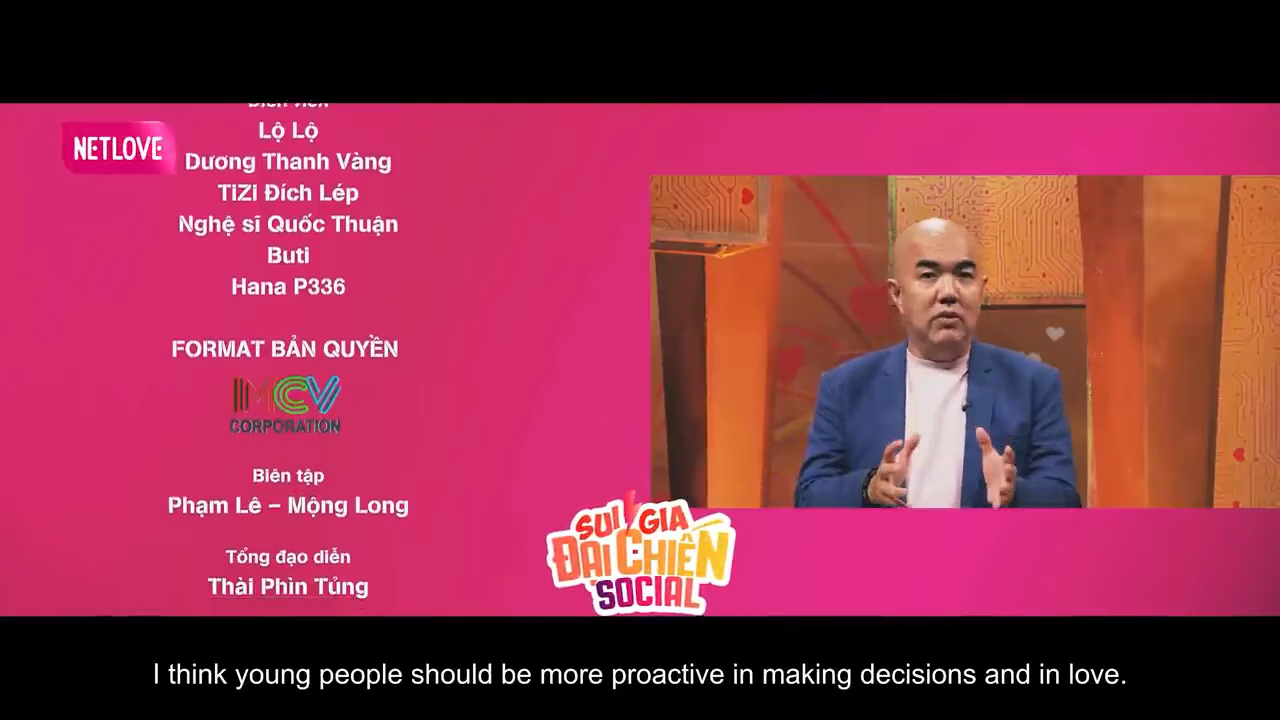 NETLOVE
Lộ Lộ
Dương Thanh Vàng
TiZi Đích Lép
Nghệ sĩ Quốc Thuận
Buti
Hana P336
FORMAT BẢN QUYỀN
MCV
CORPORATION
Biên tập
Phạm Lê – Mộng Long
Tổng đạo diễn
Thài Phìn Tủng
SUI GIA
ĐẠI CHIẾN
SOCIAL
I think young people should be more proactive in making decisions and in love.